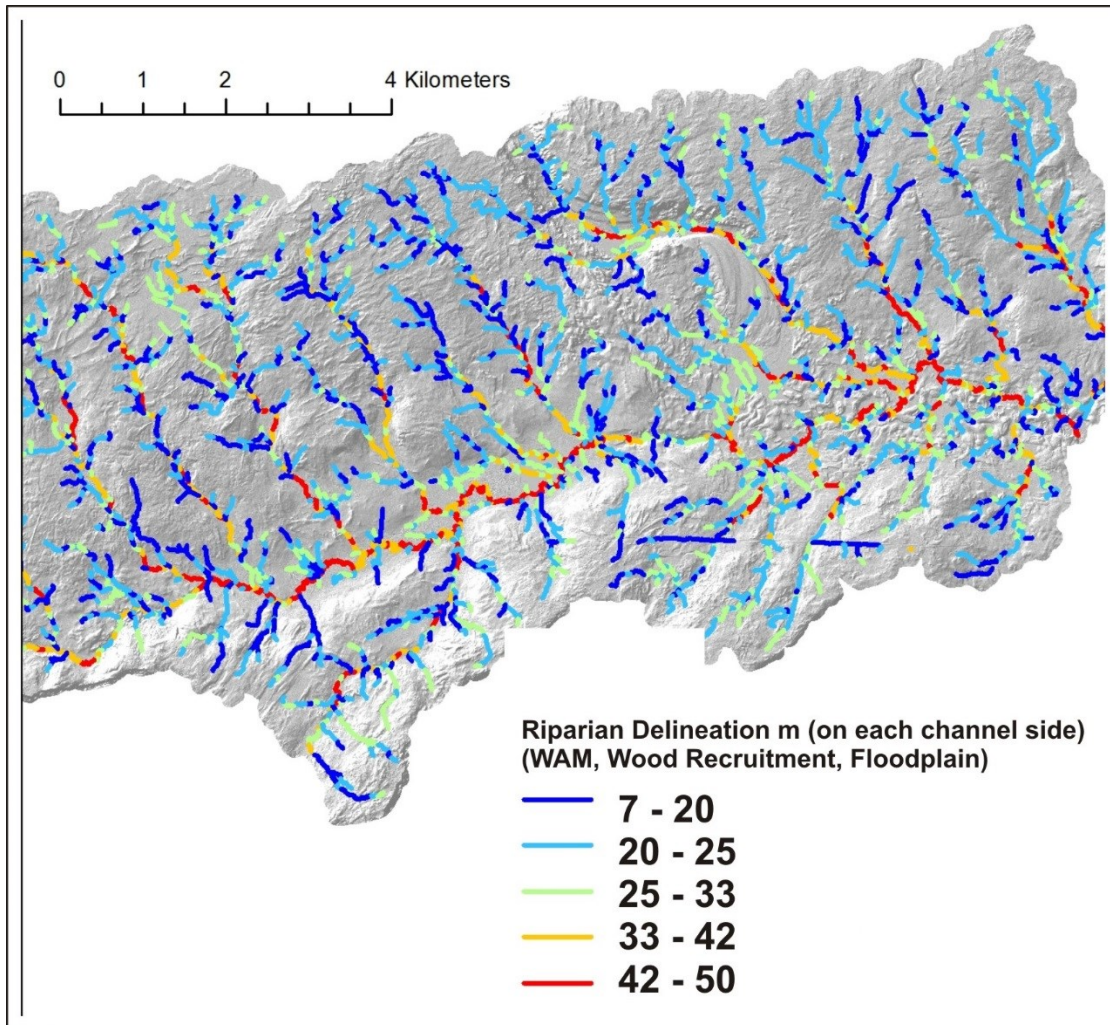 0 1 2 4 Kilometers
Riparian Delineation m (on each channel side)
(WAM, Wood Recruitment, Floodplain)
7 - 20
20 - 25
25 - 33
33 - 42
42 - 50